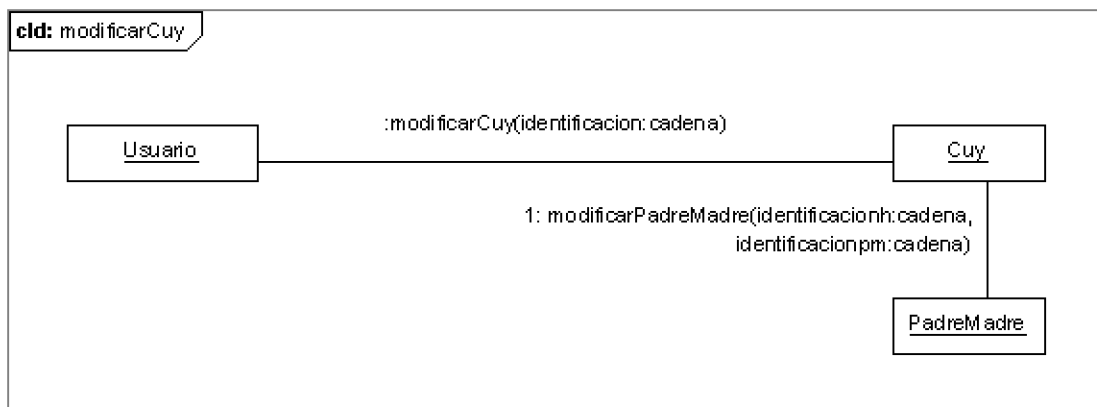 cld: modificarCuy
:modificarCuy(identificacion:cadena)
Usuario
Cuy
1: modificarPadreMadre(identificacionh:cadena,
identificacionpm:cadena)
PadreMadre